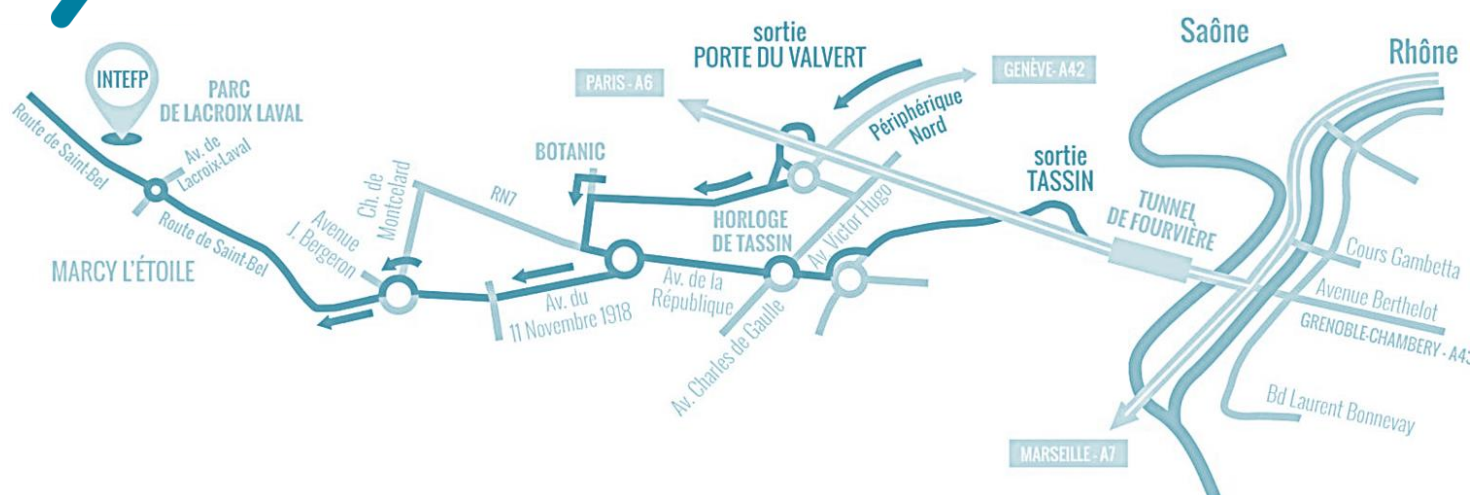 INTEFP
PARC
DE LACROIX LAVAL
Route de Saint-Bel
Av. de
Lacroix-Laval
Route de Saint-Bel
MARCY L'ÉTOILE
Avenue
J. Bergeron
Ch. de
Montcelard
RN7
BOTANIC
PARIS - A6
sortie
PORTE DU VALVERT
GENÈVE- A42
Périphérique
Nord
HORLOGE
DE TASSIN
Av. Victor Hugo
Av. du
11 Novembre 1918
Av. de la
République
Av. Charles de Gaulle
sortie
TASSIN
TUNNEL
DE FOURVIÈRE
Saône
Rhône
Cours Gambetta
Avenue Berthelot
GRENOBLE-CHAMBERY - A43
Bd Laurent Bonnevay
MARSEILLE - A7